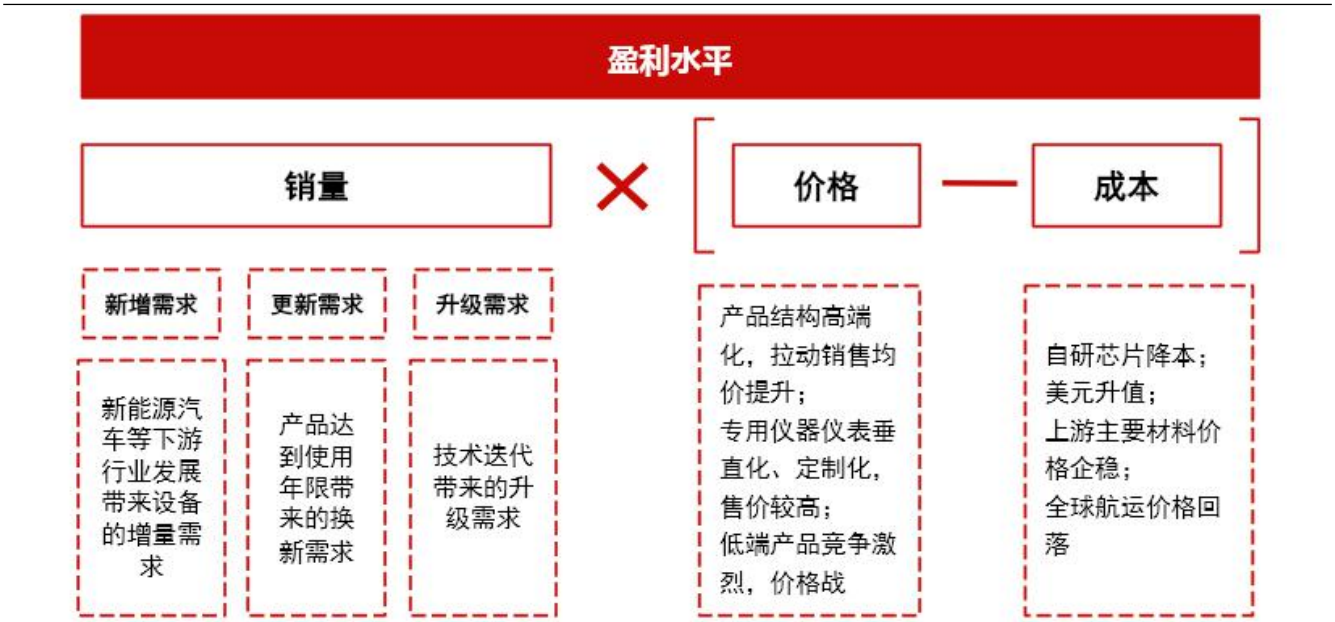 盈利水平
销量
价格
成本
新增需求
更新需求
升级需求
新能源汽
车等下游
行业发展
带来设备
的增量需
求
产品达
到使用
年限带
来的换
新需求
技术迭代
带来的升
级需求
产品结构高端
化，拉动销售均
价提升；
专用仪器仪表垂
直化、定制化，
售价较高；
低端产品竞争激
烈，价格战
自研芯片降本；
美元升值；
上游主要材料价
格企稳；
全球航运价格回
落